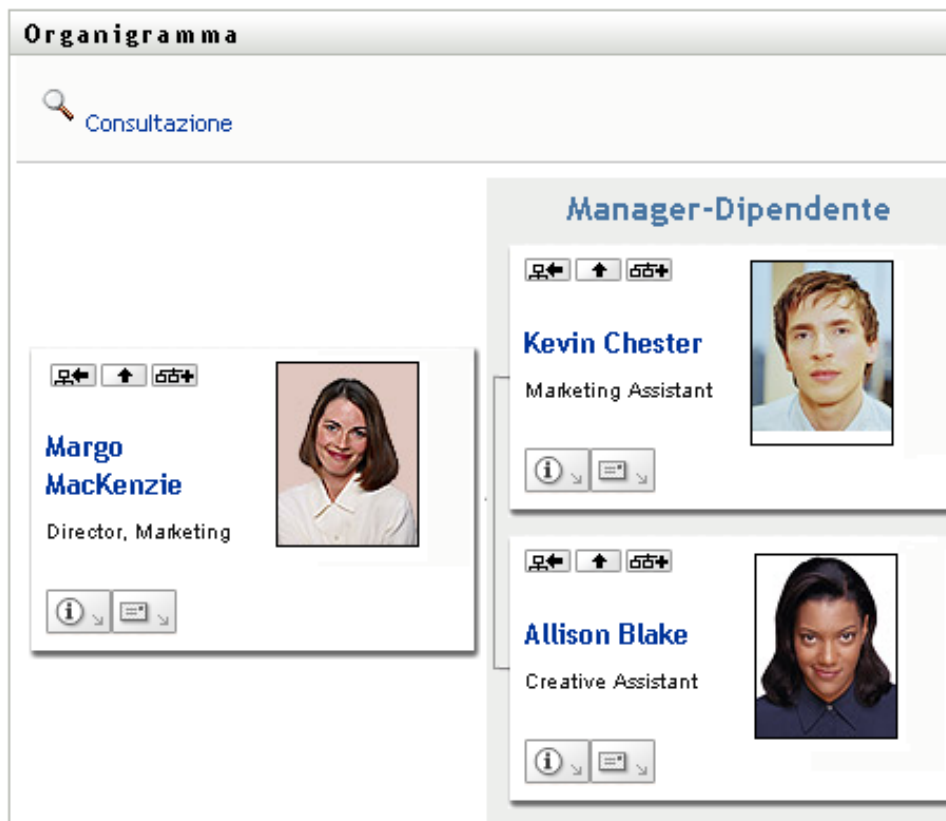 Organigramma
Consultazione
Manager-Dipendente
Margo
MacKenzie
Director, Marketing
Kevin Chester
Marketing Assistant
Allison Blake
Creative Assistant